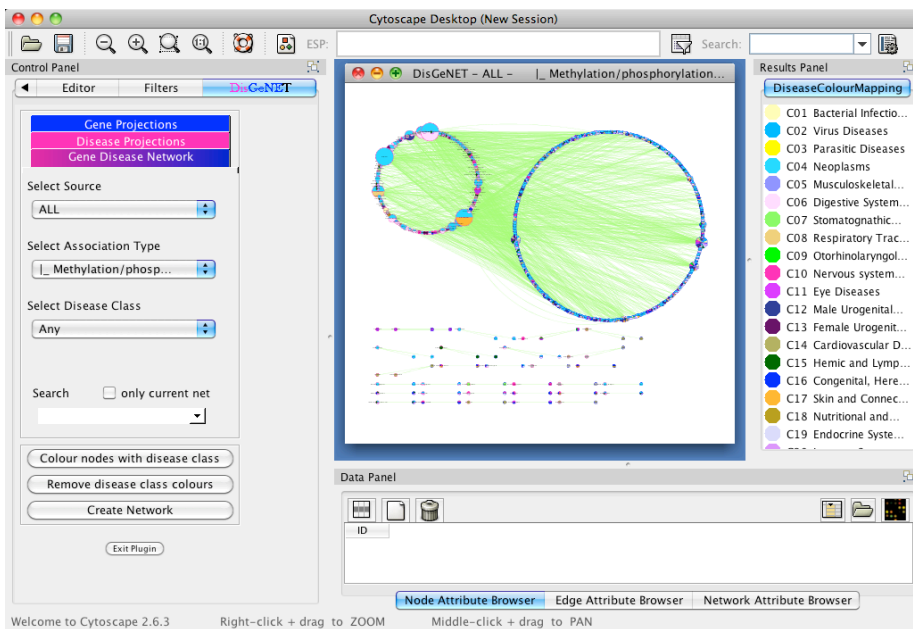 Cytoscape Desktop (New Session)
ESP:
Search:
Control Panel
Editor
Filters
DisGeNET
Gene Projections
Disease Projections
Gene Disease Network
Select Source
ALL
Select Association Type
|_ Methylation/phosp...
Select Disease Class
Any
Search
only current net
Colour nodes with disease class
Remove disease class colours
Create Network
Exit Plugin
DisGeNET - ALL - |_ Methylation/phosphorylation...
Results Panel
DiseaseColourMapping
C01 Bacterial Infectio...
C02 Virus Diseases
C03 Parasitic Diseases
C04 Neoplasms
C05 Musculoskeletal...
C06 Digestive System...
C07 Stomatognathic...
C08 Respiratory Trac...
C09 Otorhinolaryngol...
C10 Nervous system...
C11 Eye Diseases
C12 Male Urogenital...
C13 Female Urogenit...
C14 Cardiovascular D...
C15 Hemic and Lymp...
C16 Congenital, Here...
C17 Skin and Connec...
C18 Nutritional and...
C19 Endocrine Syste...
Data Panel
ID
Node Attribute Browser
Edge Attribute Browser
Network Attribute Browser
Welcome to Cytoscape 2.6.3
Right-click + drag to ZOOM
Middle-click + drag to PAN